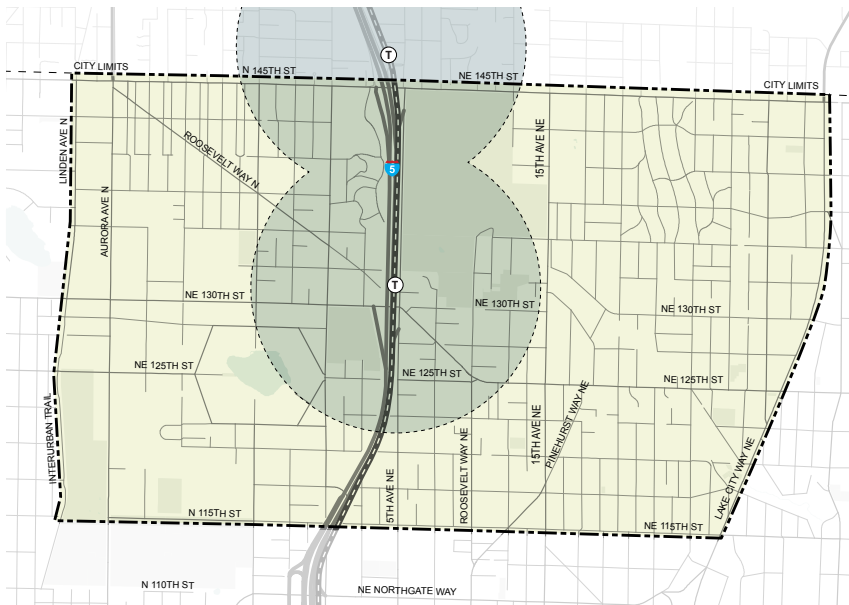 CITY LIMITS
N 145TH ST
T
NE 145TH ST
CITY LIMITS
LINDEN AVE N
ROOSEVELT WAY N
5
15TH AVE NE
AURORA AVE N
T
NE 130TH ST
NE 130TH ST
NE 130TH ST
NE 125TH ST
NE 125TH ST
NE 125TH ST
INTERURBAN TRAIL
15TH AVE NE
PINEHURST WAY NE
5TH AVE NE
ROOSEVELT WAY NE
LAKE CITY WAY NE
N 115TH ST
NE 115TH ST
N 110TH ST
NE NORTHGATE WAY